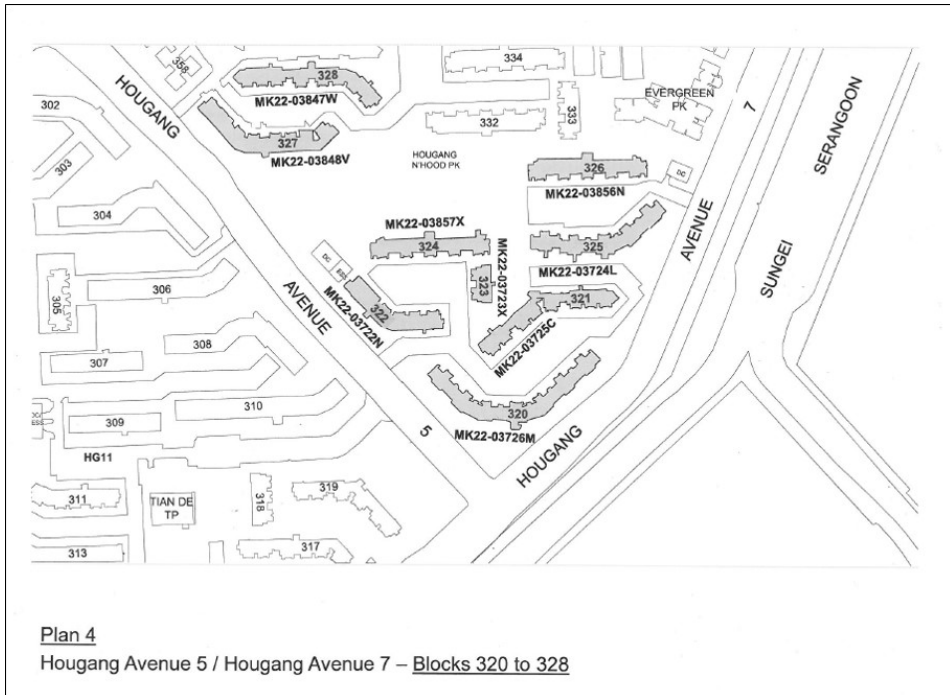 358
328
334
302
HOUGANG
MK22-03847W
EVERGREEN
PK
7
SERANGOON
333
332
327
MK22-03848V
HOUGANG
N'HOOD PK
303
326
DC
MK22-03856N
304
MK22-03857X
324
325
AVENUE
MK22-03724L
SUNGEI
DC
ESS
MK22-03723X
323
305
306
AVENUE
322
MK22-03722N
321
MK22-03725C
308
307
310
309
5
320
MK22-03726M
HOUGANG
HG11
311
TIAN DE
TP
318
319
313
317
Plan 4
Hougang Avenue 5 / Hougang Avenue 7 – Blocks 320 to 328